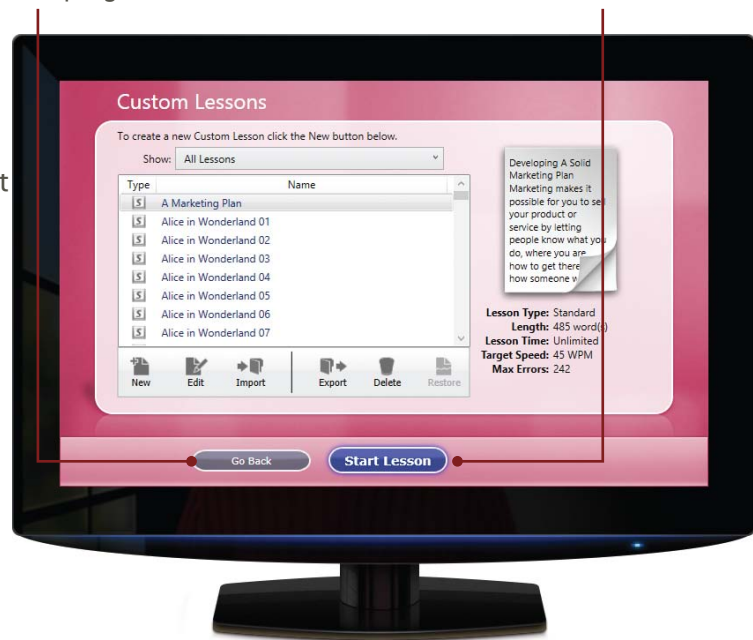 Custom Lessons
To create a new Custom Lesson click the New button below.
Show: All Lessons
t
Type Name
S A Marketing Plan
S Alice in Wonderland 01
S Alice in Wonderland 02
S Alice in Wonderland 03
S Alice in Wonderland 04
S Alice in Wonderland 05
S Alice in Wonderland 06
S Alice in Wonderland 07
New Edit Import Export Delete Restore
Developing A Solid
Marketing Plan
Marketing makes it
possible for you to sell
your product or
service by letting
people know what you
do, where you are
how to get there
how someone
Lesson Type: Standard
Length: 485 word(s)
Lesson Time: Unlimited
Target Speed: 45 WPM
Max Errors: 242
Go Back Start Lesson